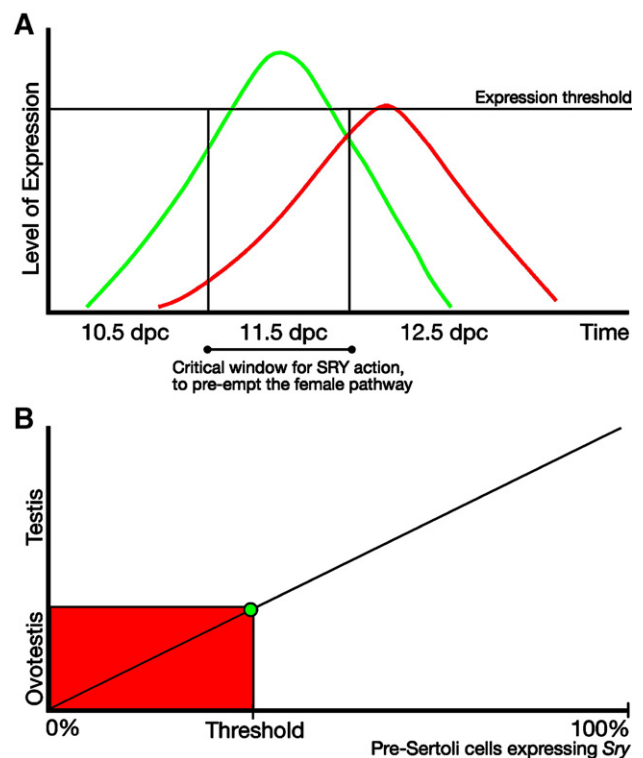 A
Level of Expression
Expression threshold
10.5 dpc 11.5 dpc 12.5 dpc Time
Critical window for SRY action,
to pre-empt the female pathway
B
Testis
Ovotestis
0% Threshold 100%
Pre-Sertoli cells expressing Sry